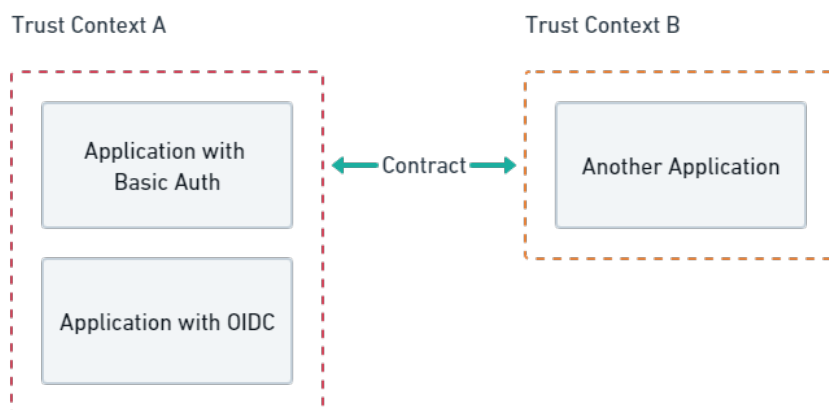 Trust Context A
Trust Context B
Application with
Basic Auth
Contract
Another Application
Application with OIDC